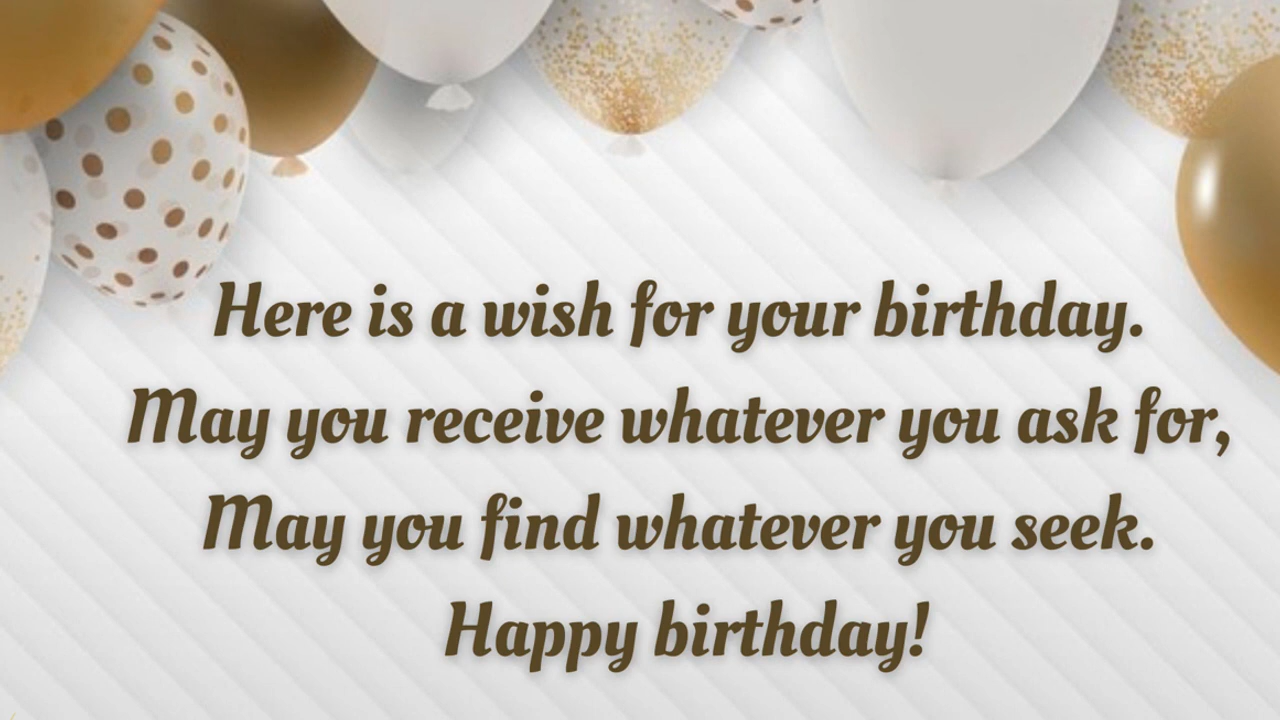 Here is a wish for your birthday.
May you receive whatever you ask for,
May you find whatever you seek.
Happy birthday!